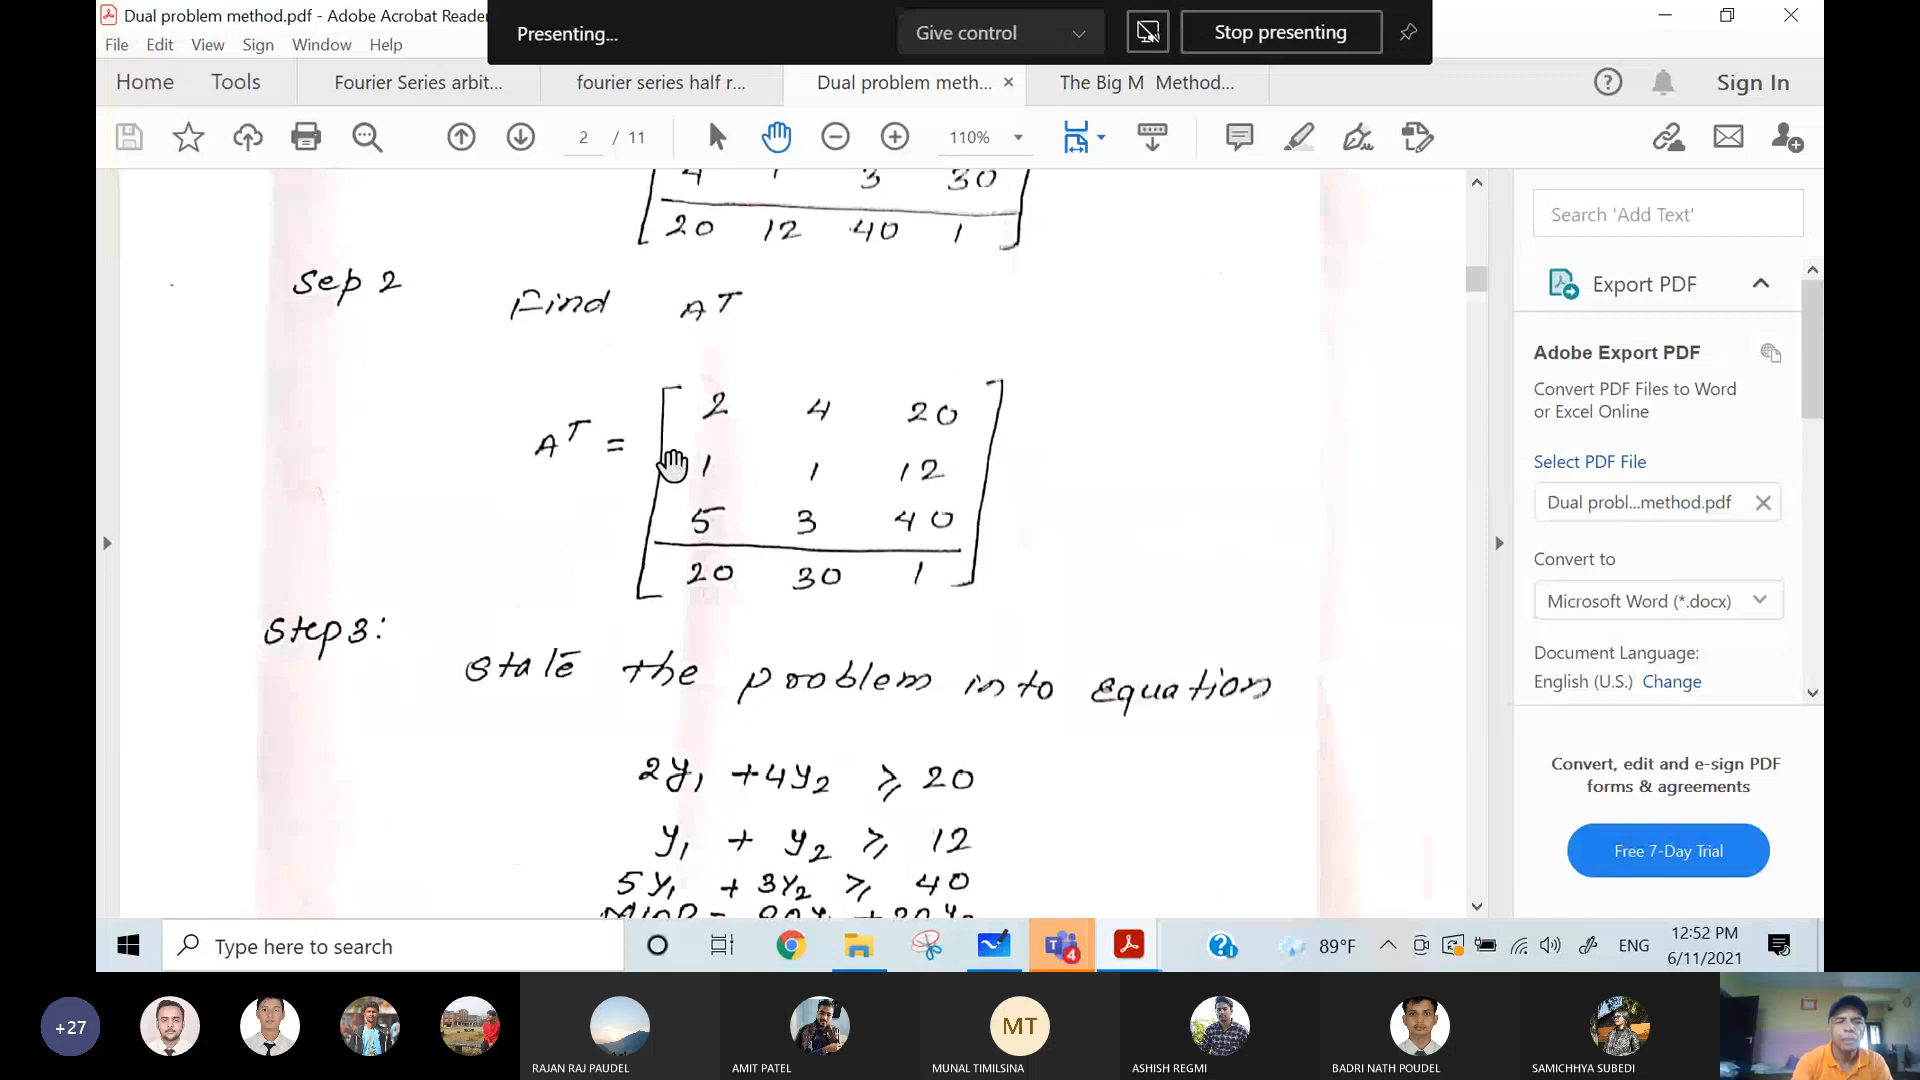 Dual problem method.pdf - Adobe Acrobat Reader
Presenting...
Give control
Stop presenting
File Edit View Sign Window Help
Home Tools Fourier Series arbit... fourier series half r... Dual problem meth... × The Big M Method... Sign In
2 / 11 110%
3 30
20 12 40 1
Sep 2 Find A^T
A^T =
2 4 20
1 1 12
5 3 40
20 30 1
Step 3:
State the problem into equation
2y₁ + 4y₂ ≥ 20
y₁ + y₂ ≥ 12
5y₁ + 3y₂ ≥ 40
Search 'Add Text'
Export PDF
Adobe Export PDF
Convert PDF Files to Word
or Excel Online
Select PDF File
Dual probl...method.pdf
Convert to
Microsoft Word (*.docx)
Document Language:
English (U.S.) Change
Convert, edit and e-sign PDF
forms & agreements
Free 7-Day Trial
Type here to search
4
89°F
ENG
12:52 PM
6/11/2021
+27
MT
RAJAN RAJ PAUDEL AMIT PATEL MUNAL TIMILSINA ASHISH REGMI BADRI NATH POUDEL SAMICHHYA SUBEDI